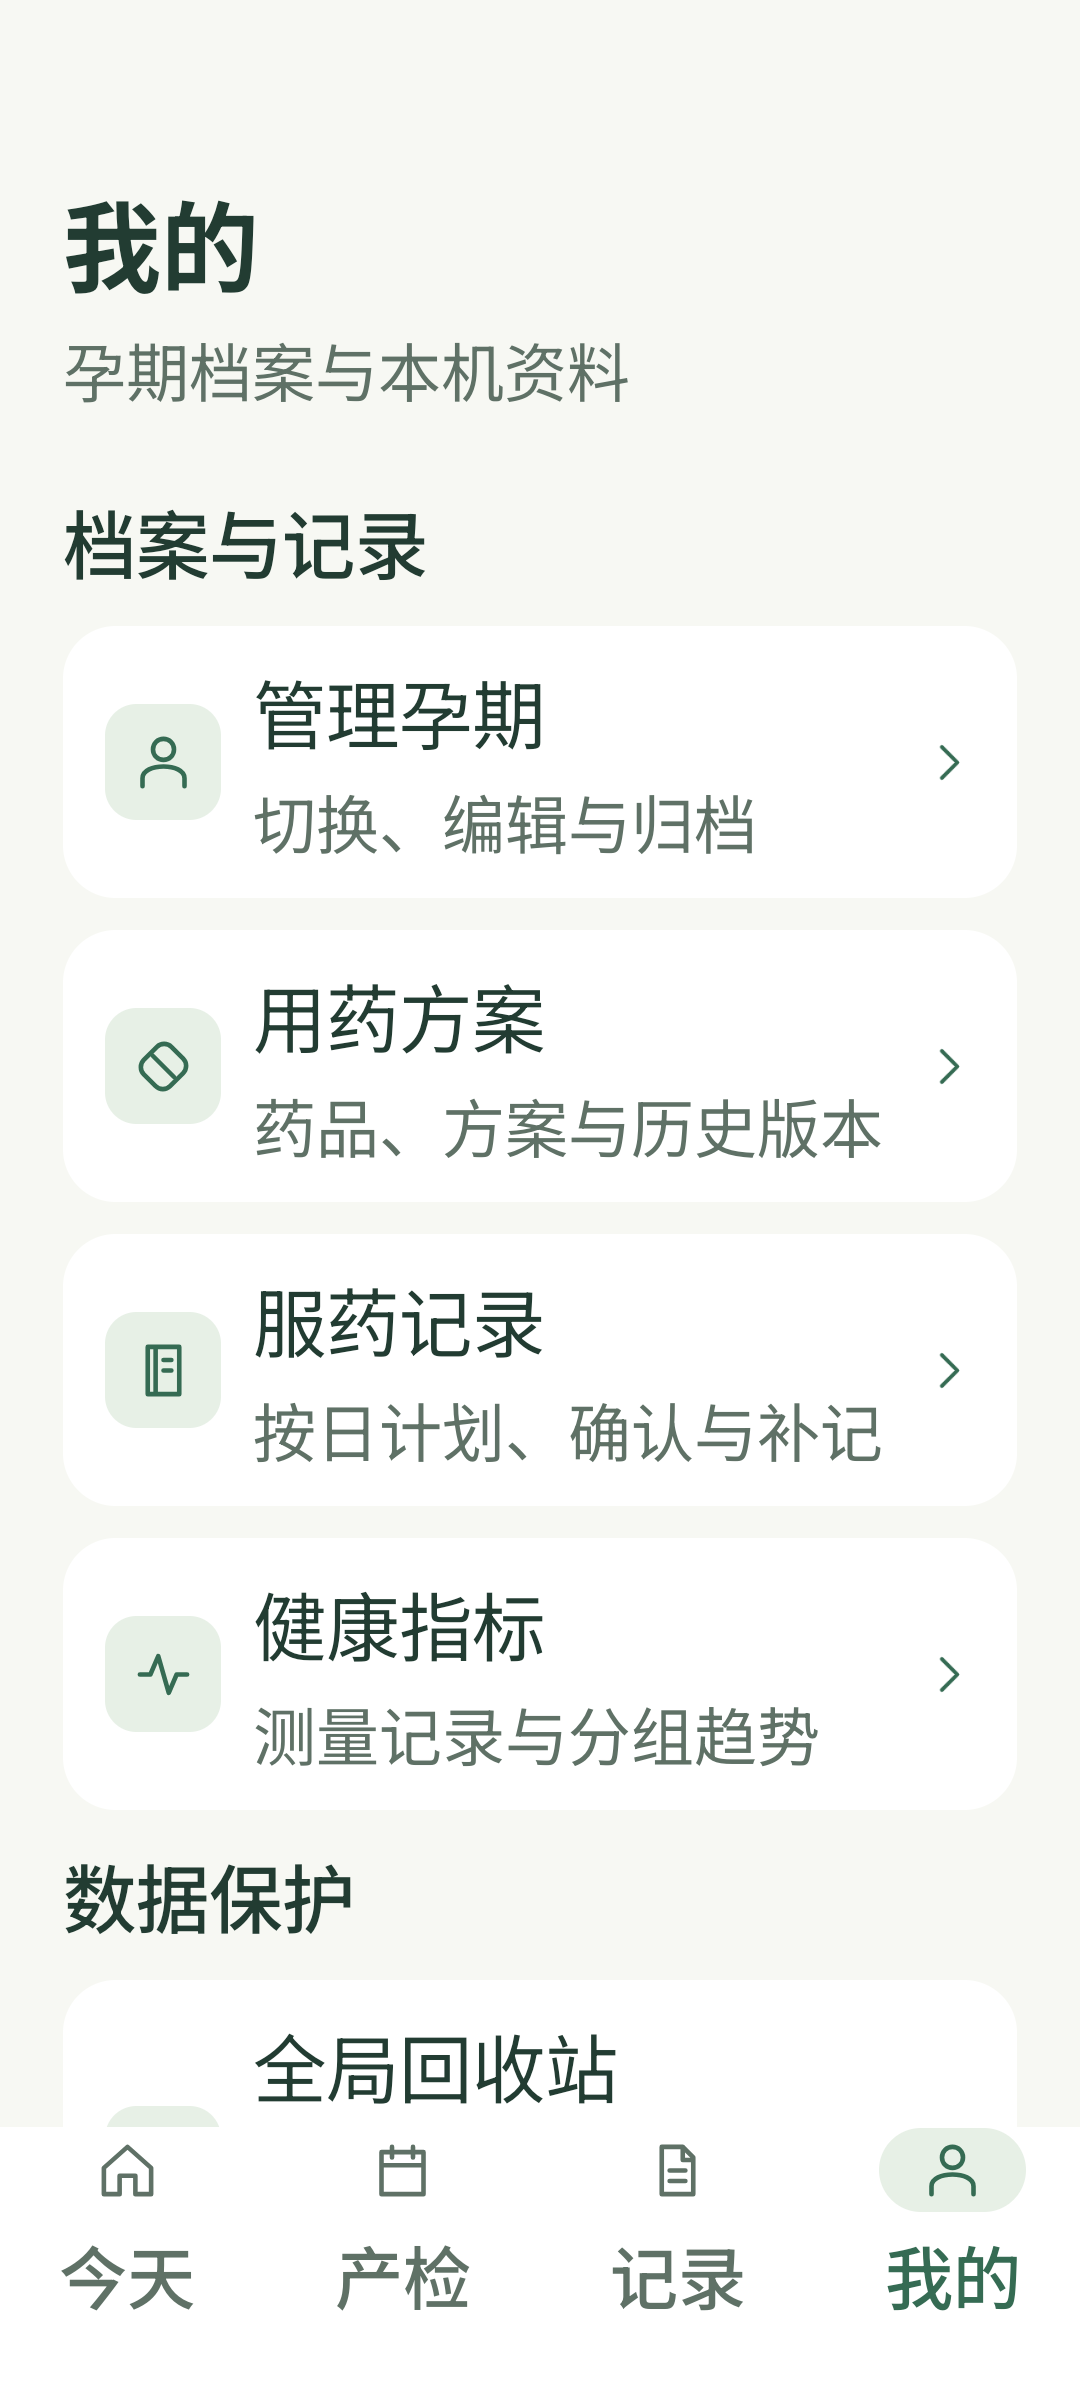 我的
孕期档案与本机资料
档案与记录
管理孕期
切换、编辑与归档
用药方案
药品、方案与历史版本
服药记录
按日计划、确认与补记
健康指标
测量记录与分组趋势
数据保护
全局回收站
今天
产检
记录
我的